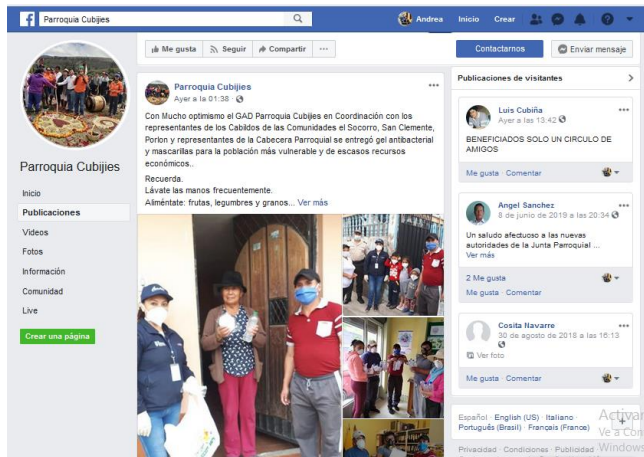 Parroquia Cubijies
Andrea
Inicio
Crear
Me gusta
Seguir
Compartir
Contactarnos
Enviar mensaje
Parroquia Cubijies
Inicio
Publicaciones
Videos
Fotos
Información
Comunidad
Live
Crear una página
Parroquia Cubijies
Ayer a la 01:38 ·
Con Mucho optimismo el GAD Parroquia Cubijies en Coordinación con los
representantes de los Cabildos de las Comunidades el Socorro, San Clemente,
Porlon y representantes de la Cabecera Parroquial se entregó gel antibacterial
y mascarillas para la población más vulnerable y de escasos recursos
económicos..
Recuerda.
Lávate las manos frecuentemente.
Aliméntate: frutas, legumbres y granos... Ver más
Publicaciones de visitantes
Luis Cubiña
Ayer a las 13:42
BENEFICIADOS SOLO UN CIRCULO DE
AMIGOS
Me gusta · Comentar
Angel Sanchez
8 de junio de 2019 a las 20:34
Un saludo afectuoso a las nuevas
autoridades de la Junta Parroquial ...
Ver más
2 Me gusta
Me gusta · Comentar
Cosita Navarre
30 de agosto de 2018 a las 16:13
Ver foto
Me gusta · Comentar
Español · English (US) · Italiano ·
Português (Brasil) · Français (France)
Privacidad · Condiciones · Publicidad
Activar
Ve a Con
Windows